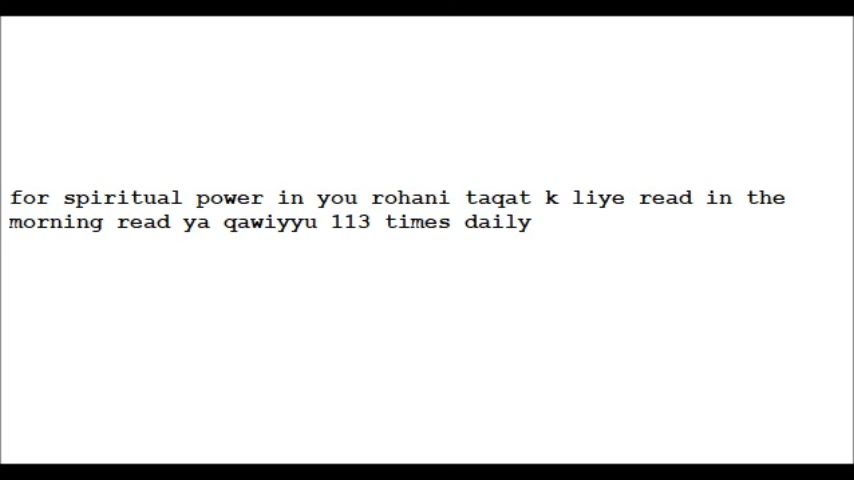 for spiritual power in you rohani taqat k liye read in the
morning read ya qawiyyu 113 times daily